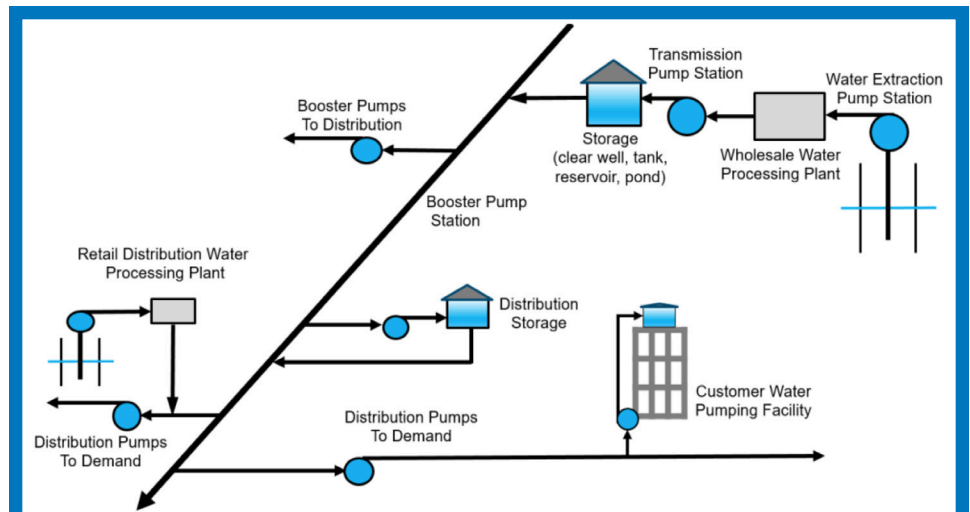 Transmission
Pump Station
Water Extraction
Pump Station
Booster Pumps
To Distribution
Storage
(clear well, tank,
reservoir, pond)
Wholesale Water
Processing Plant
Booster Pump
Station
Retail Distribution Water
Processing Plant
Distribution
Storage
Customer Water
Pumping Facility
Distribution Pumps
To Demand
Distribution Pumps
To Demand